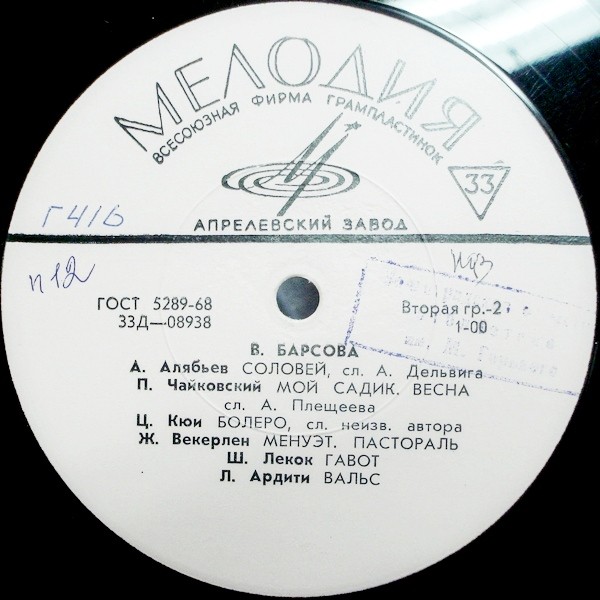 МЕЛОДИЯ
ВСЕСОЮЗНАЯ ФИРМА ГРАМПЛАСТИНОК
33
АПРЕЛЕВСКИЙ ЗАВОД
Г416
п12
ГОСТ 5289-68
33Д—08938
Вторая гр.-2
1-00
В. БАРСОВА
А. Алябьев СОЛОВЕЙ, сл. А. Дельвига
П. Чайковский МОЙ САДИК. ВЕСНА
сл. А. Плещеева
Ц. Кюи БОЛЕРО, сл. неизв. автора
Ж. Векерлен МЕНУЭТ. ПАСТОРАЛЬ
Ш. Лекок ГАВОТ
Л. Ардити ВАЛЬС